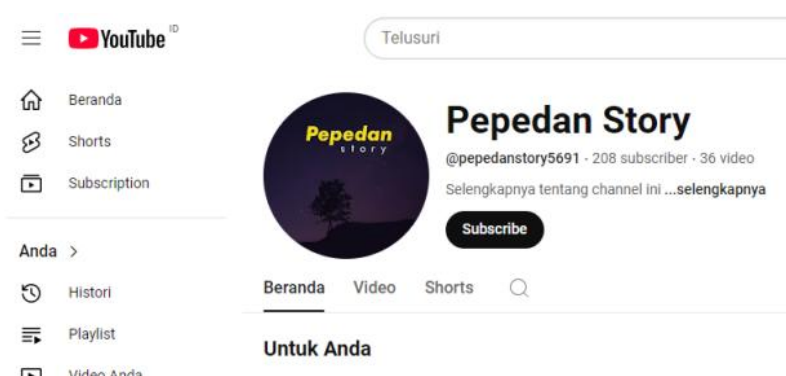 YouTube ID
Telusuri
Beranda
Shorts
Subscription
Anda >
Histori
Playlist
Video Anda
Pepedan
story
Pepedan Story
@pepedanstory5691 · 208 subscriber · 36 video
Selengkapnya tentang channel ini ...selengkapnya
Subscribe
Beranda Video Shorts
Untuk Anda